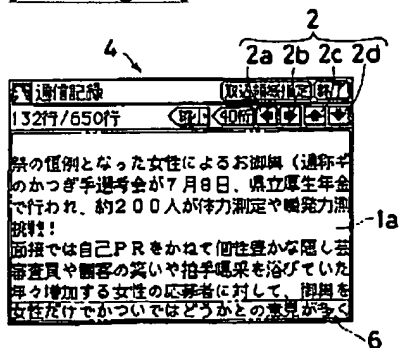 2
4
2a 2b 2c 2d
通信記録 取込領域指定 終了
132行/650行 縮小 40桁
祭の恒例となった女性によるお御輿(通称ギ
のかつぎ手選考会が7月8日、県立厚生年金
で行われ、約200人が体力測定や瞬発力測
挑戦!
1a
面接では自己PRをかねて個性豊かな隠し芸
審査員や観客の笑いや拍手喝采を浴びていた
年々増加する女性の応募者に対して、御輿を
女性だけでかついではどうかとの意見が多く
6